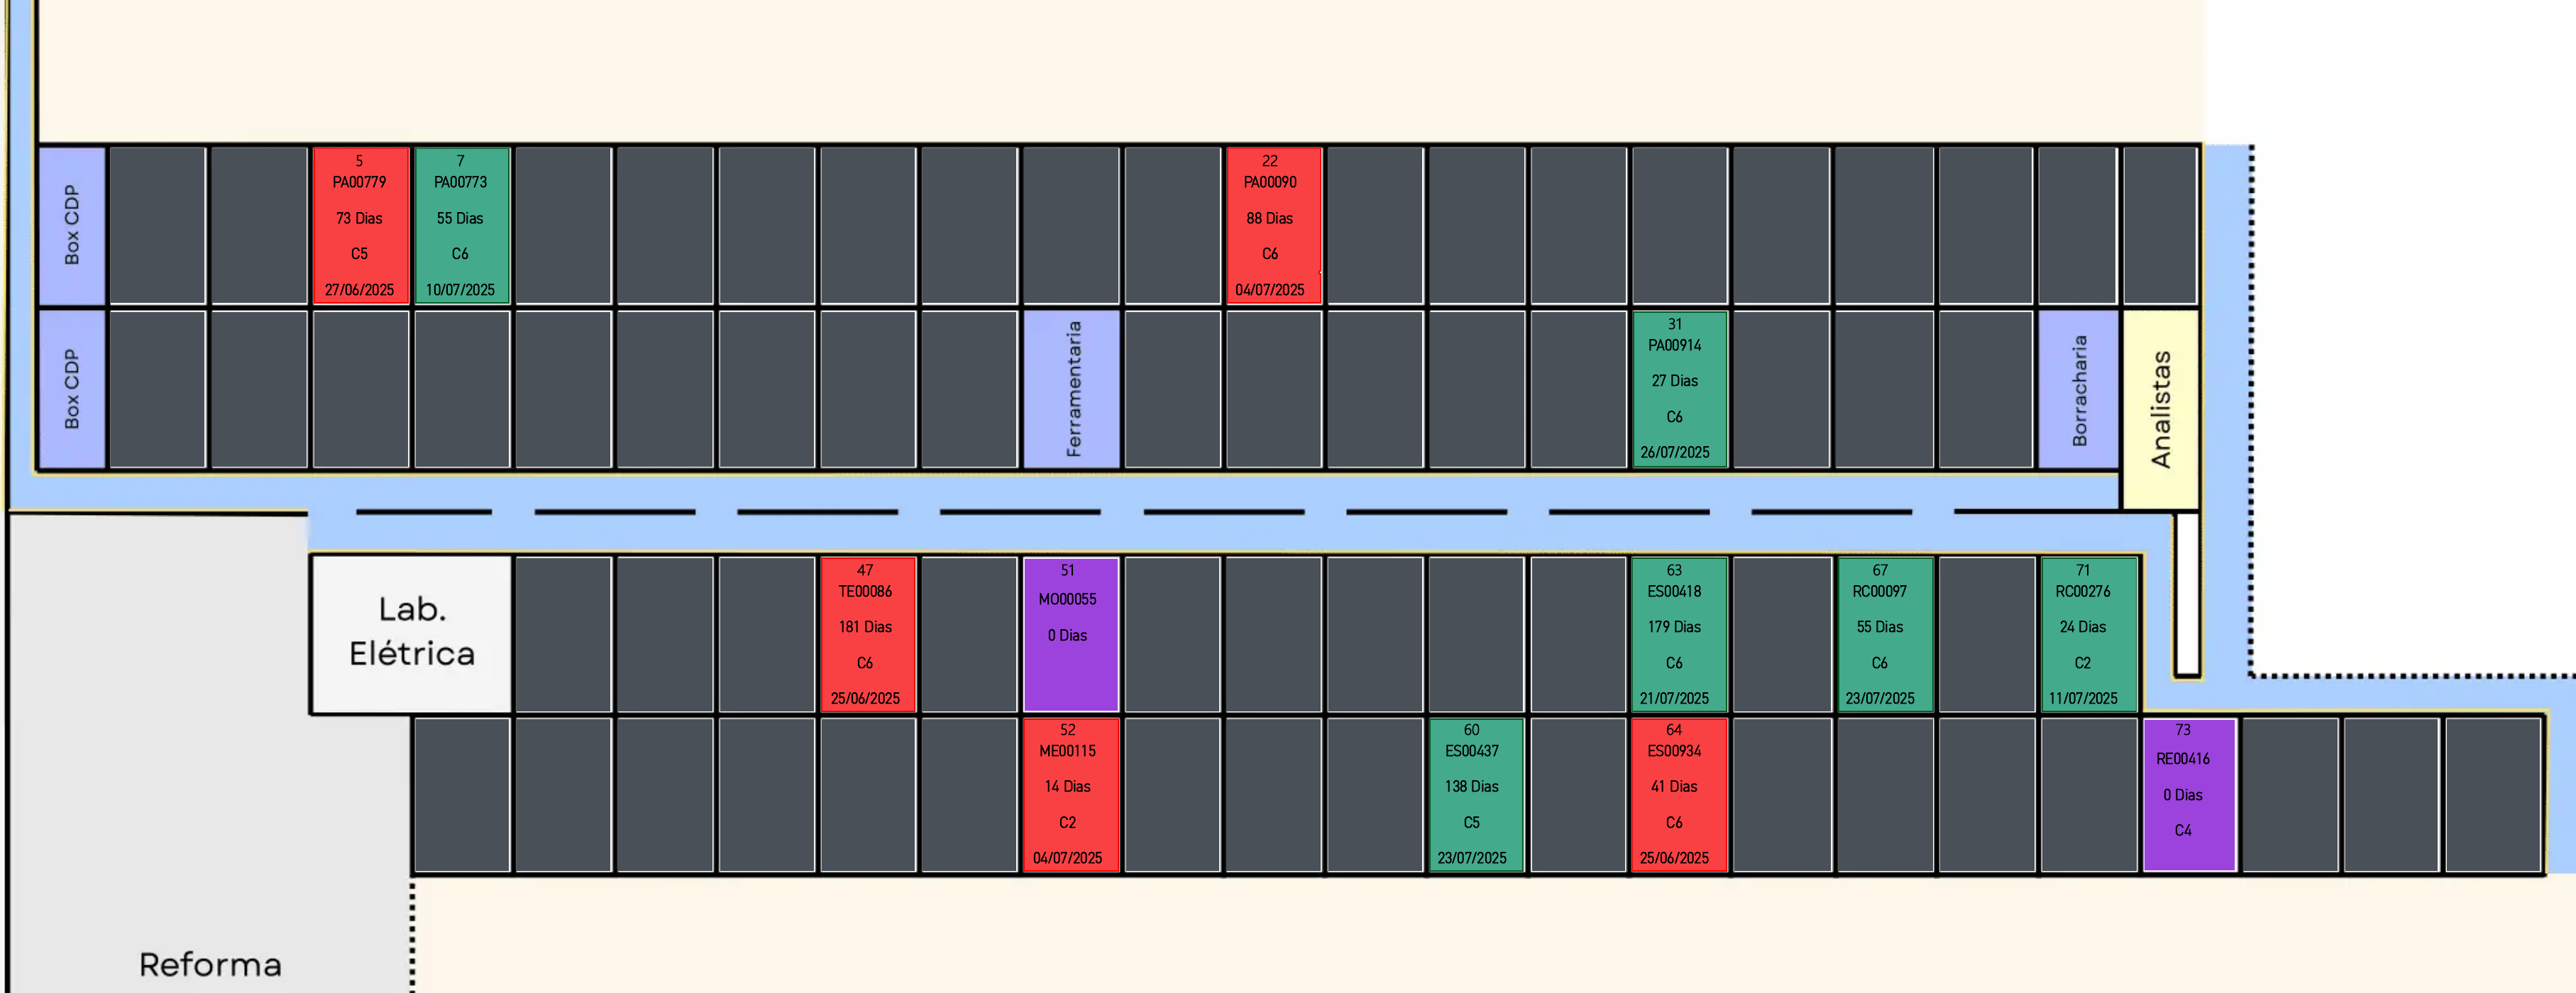 Box CDP
5
PA00779
73 Dias
C5
27/06/2025
7
PA00773
55 Dias
C6
10/07/2025
22
PA00090
88 Dias
C6
04/07/2025
Box CDP
Ferramentaria
31
PA00914
27 Dias
C6
26/07/2025
Borracharia
Analistas
Lab.
Elétrica
47
TE00086
181 Dias
C6
25/06/2025
51
MO00055
0 Dias
63
ES00418
179 Dias
C6
21/07/2025
67
RC00097
55 Dias
C6
23/07/2025
71
RC00276
24 Dias
C2
11/07/2025
52
ME00115
14 Dias
C2
04/07/2025
60
ES00437
138 Dias
C5
23/07/2025
64
ES00934
41 Dias
C6
25/06/2025
73
RE00416
0 Dias
C4
Reforma